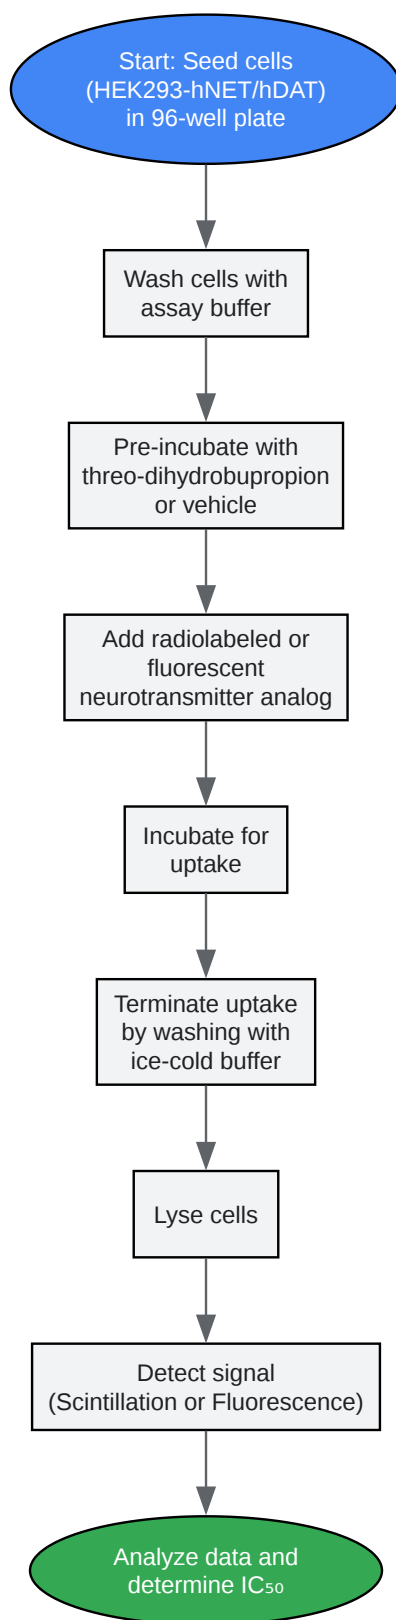 Start: Seed cells
(HEK293-hNET/hDAT)
in 96-well plate
Wash cells with
assay buffer
Pre-incubate with
threo-dihydrobupropion
or vehicle
Add radiolabeled or
fluorescent
neurotransmitter analog
Incubate for
uptake
Terminate uptake
by washing with
ice-cold buffer
Lyse cells
Detect signal
(Scintillation or Fluorescence)
Analyze data and
determine IC₅₀